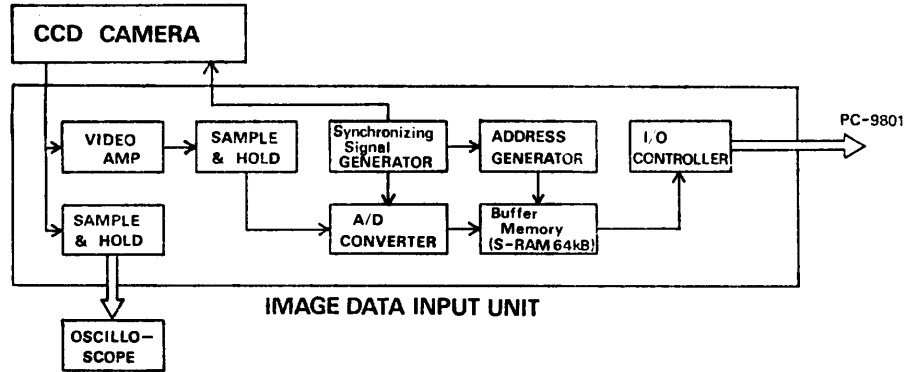 CCD CAMERA
VIDEO
AMP
SAMPLE
& HOLD
Synchronizing
Signal
GENERATOR
ADDRESS
GENERATOR
I/O
CONTROLLER
PC-9801
SAMPLE
& HOLD
A/D
CONVERTER
Buffer
Memory
(S-RAM 64kB)
IMAGE DATA INPUT UNIT
OSCILLO-
SCOPE